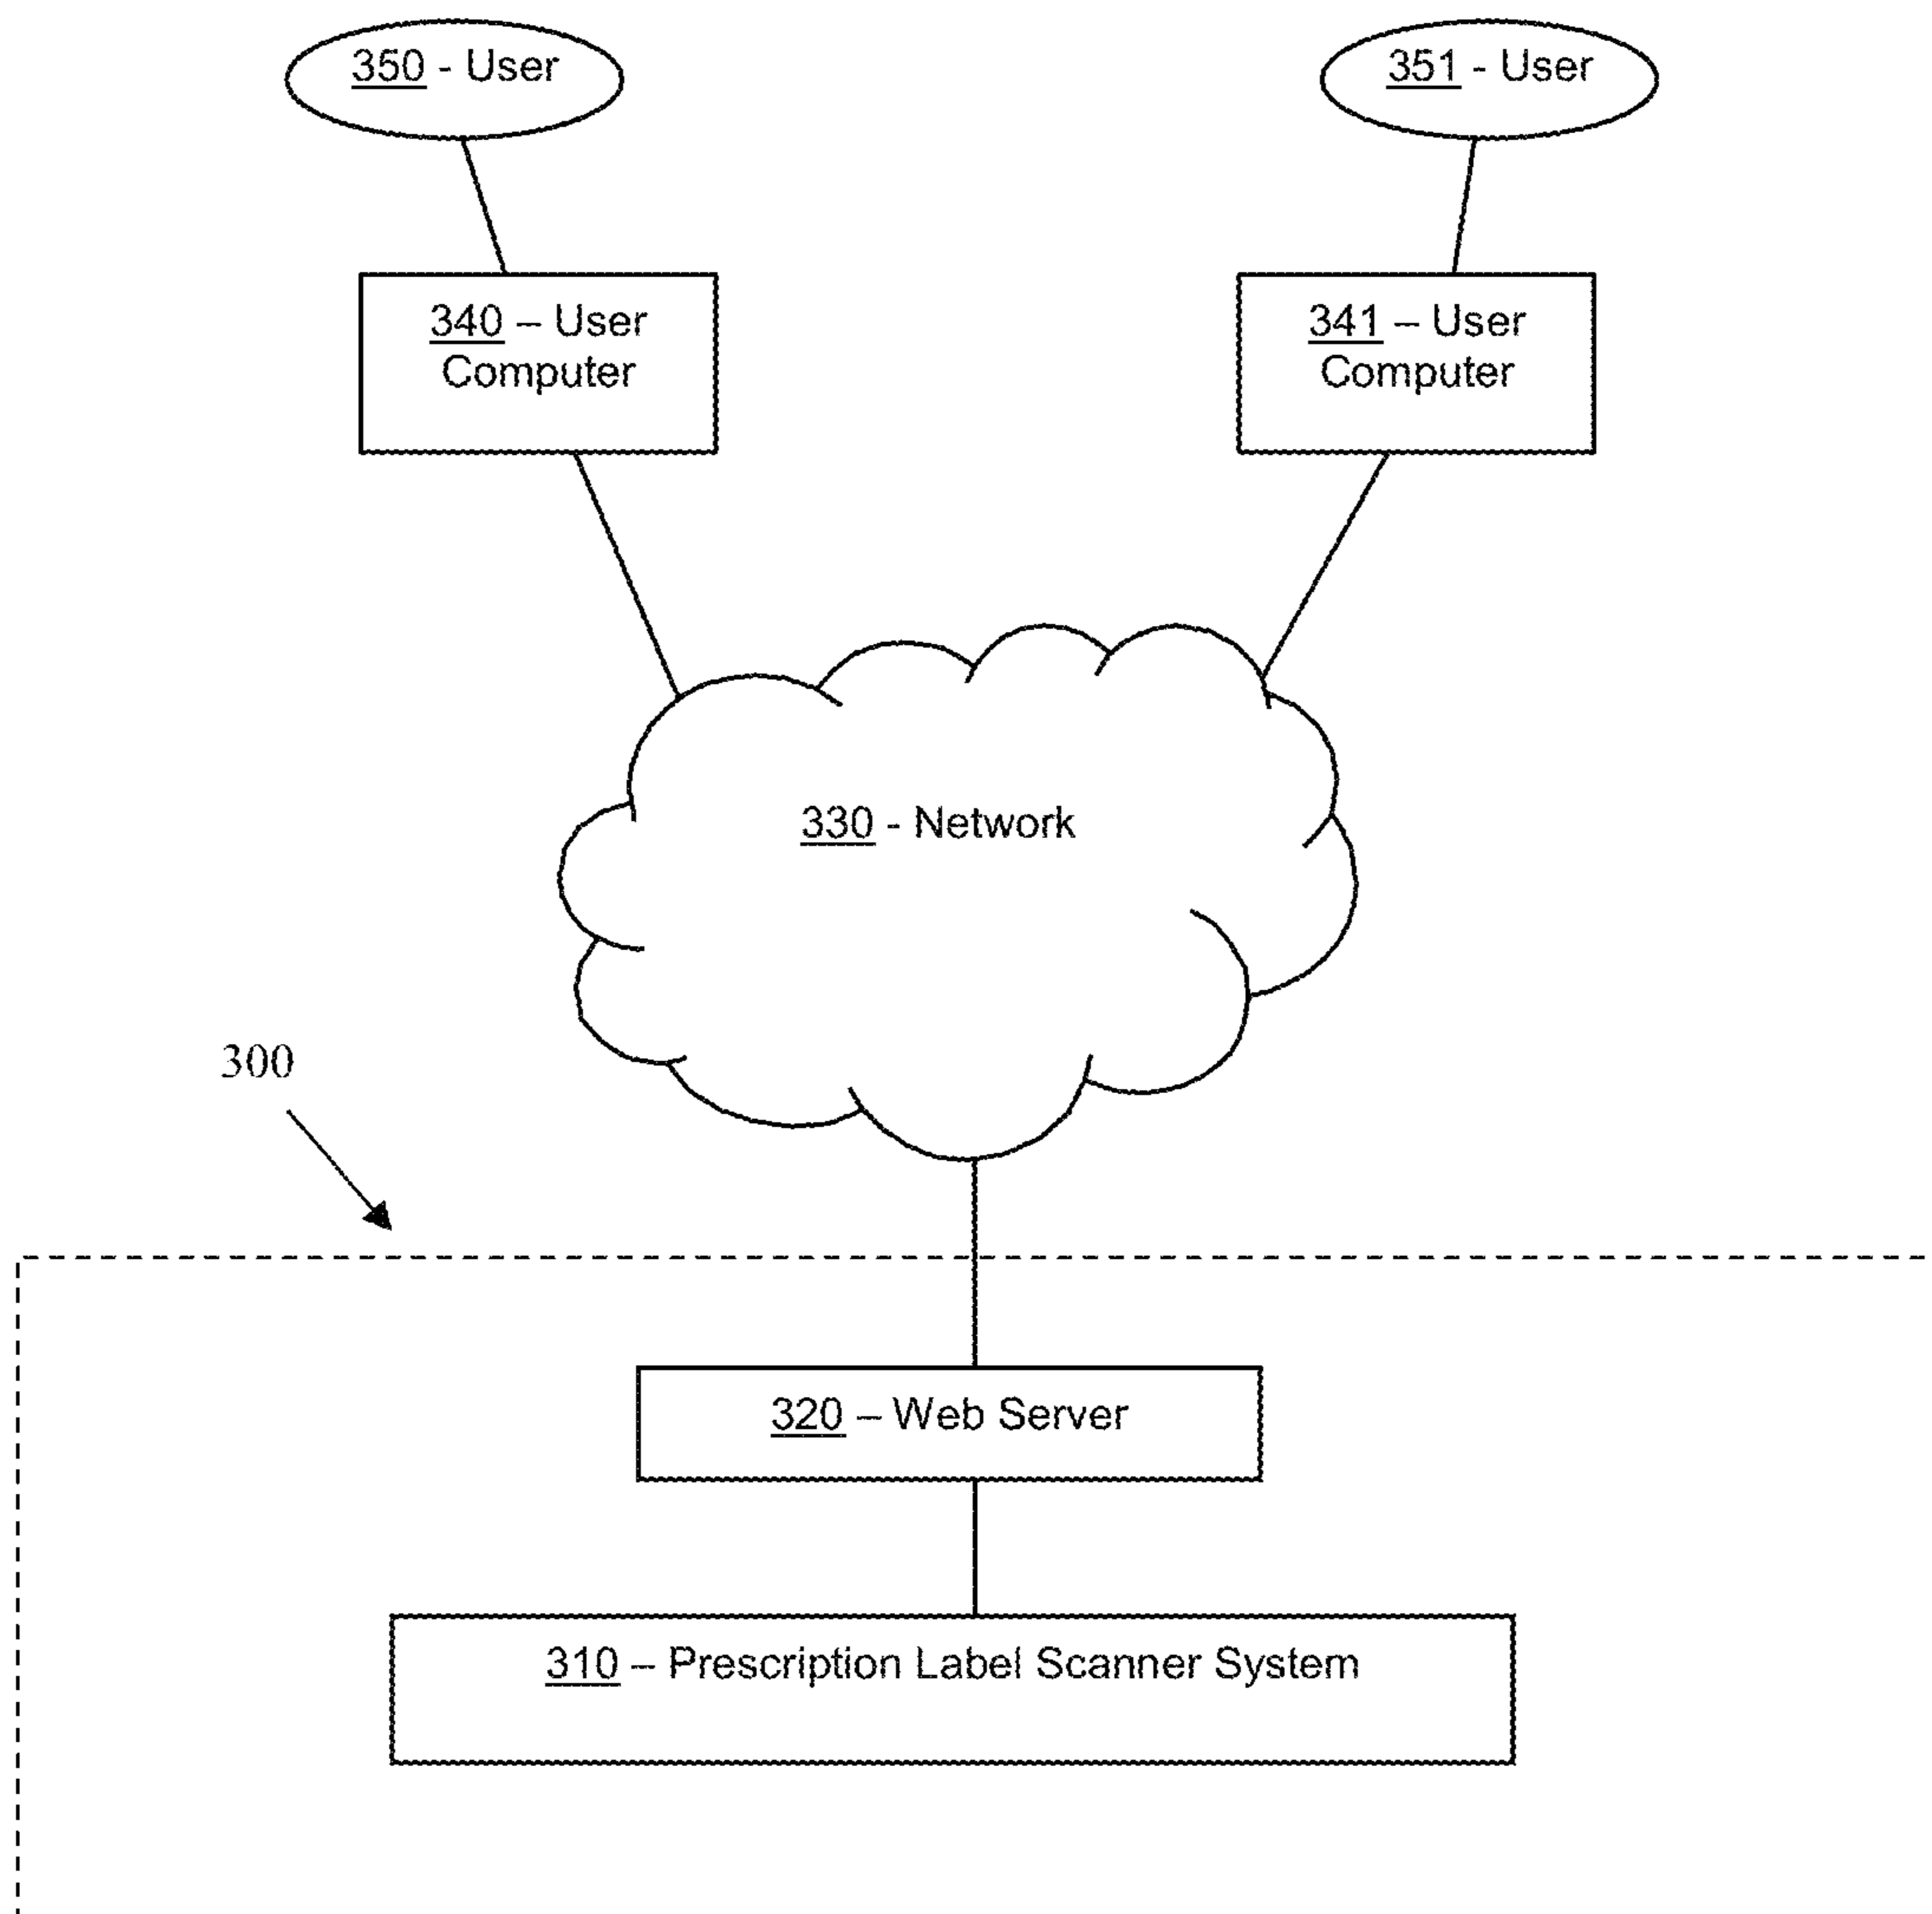 350 - User
351 - User
340 – User
Computer
341 – User
Computer
330 - Network
300
320 – Web Server
310 – Prescription Label Scanner System